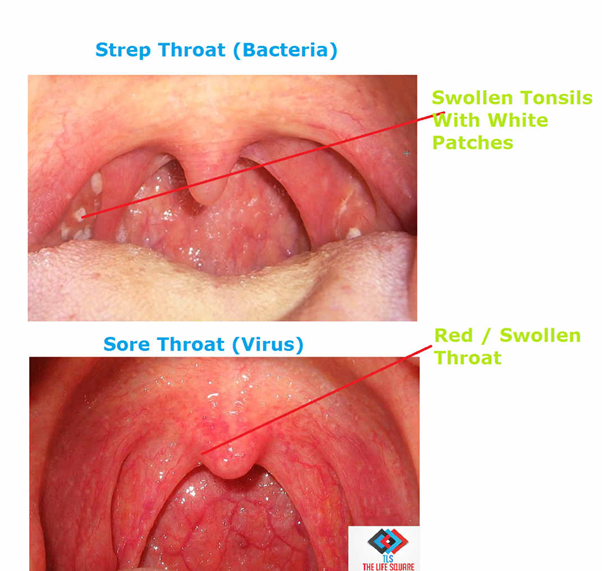 Strep Throat (Bacteria)
Swollen Tonsils
With White
Patches
Sore Throat (Virus)
Red / Swollen
Throat
TLS
THE LIFE SQUARE